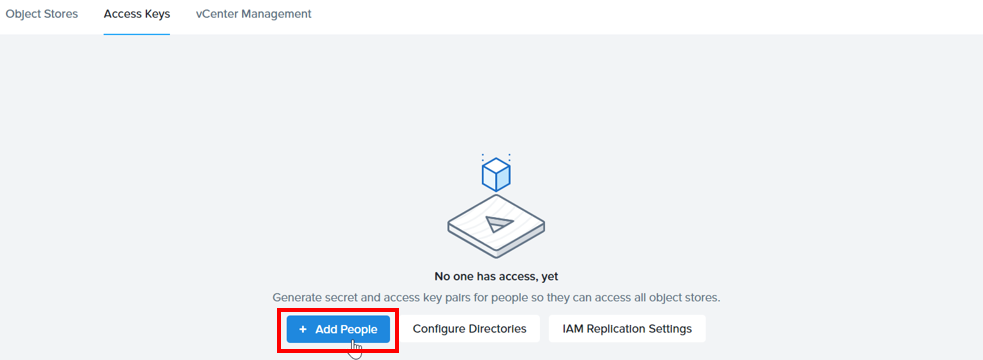 Object Stores Access Keys vCenter Management
No one has access, yet
Generate secret and access key pairs for people so they can access all object stores.
+ Add People Configure Directories IAM Replication Settings